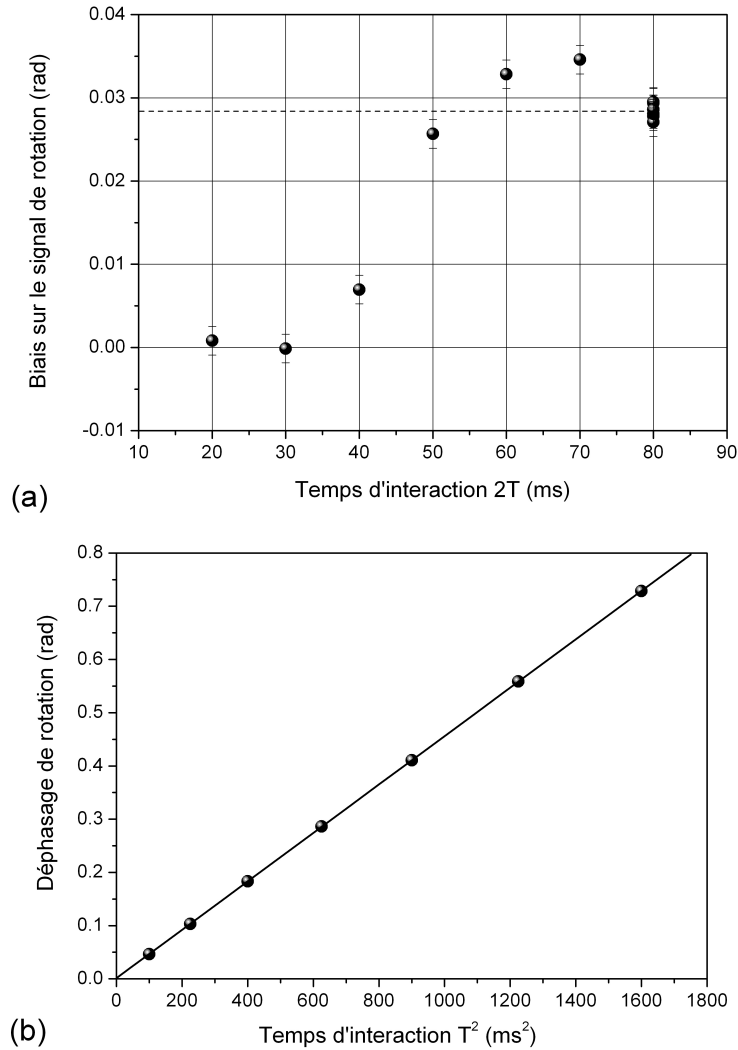 0.04
0.03
0.02
0.01
0.00
-0.01
Biais sur le signal de rotation (rad)
10 20 30 40 50 60 70 80 90
Temps d'interaction 2T (ms)
(a)
0.8
0.7
0.6
0.5
0.4
0.3
0.2
0.1
0.0
Déphasage de rotation (rad)
0 200 400 600 800 1000 1200 1400 1600 1800
Temps d'interaction T² (ms²)
(b)